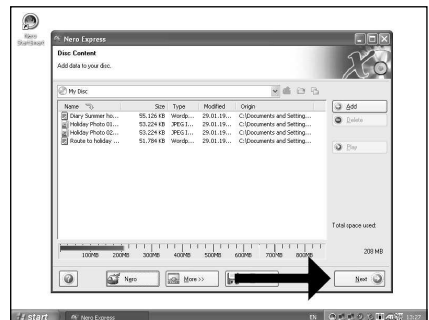 Nero
StartSmart
Nero Express
Disc Content
Add data to your disc.
My Disc
Name Size Type Modified Origin
Diary Summer ho... 55.126 KB Wordp... 29.01.19... C:\Documents and Setting...
Holiday Photo 01... 53.224 KB JPEG I... 29.01.19... C:\Documents and Setting...
Holiday Photo 02... 53.224 KB JPEG I... 29.01.19... C:\Documents and Setting...
Route to holiday ... 51.784 KB Wordp... 29.01.19... C:\Documents and Setting...
Add
Delete
Play
Total space used:
208 MB
100MB 200MB 300MB 400MB 500MB 600MB 700MB 800MB
Nero
More >>
Next
start
Nero Express
EN
13:27